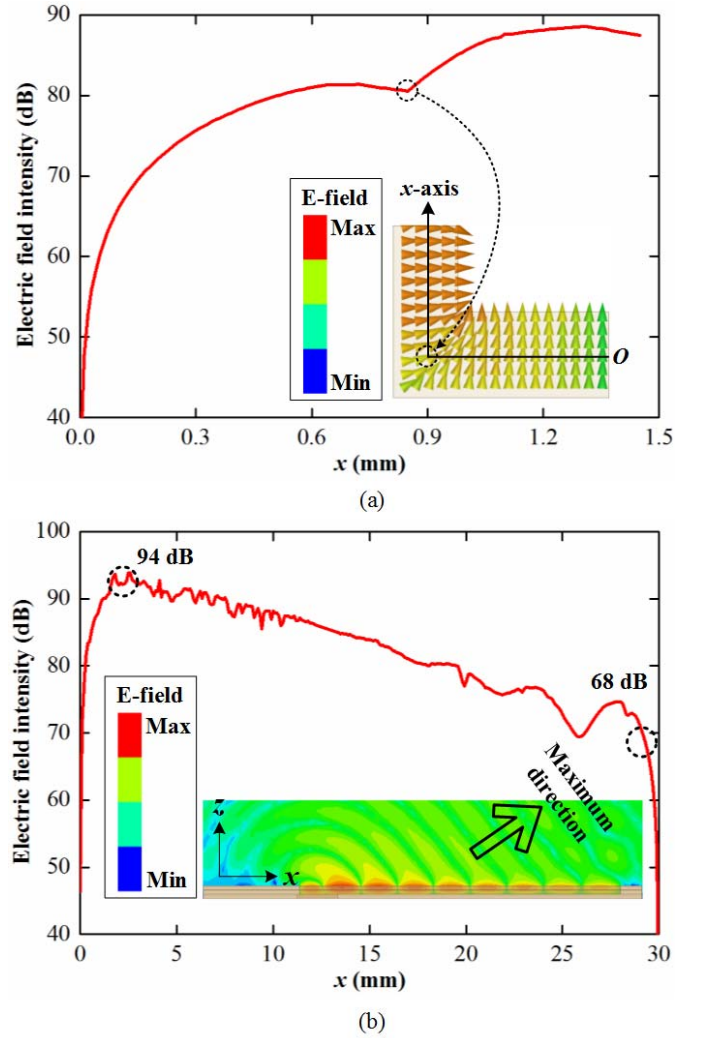 90
80
70
60
50
40
Electric field intensity (dB)
E-field
Max
Min
x-axis
O
0.0 0.3 0.6 0.9 1.2 1.5
x (mm)
(a)
100
90
80
70
60
50
40
Electric field intensity (dB)
94 dB
68 dB
E-field
Max
Min
Maximum
direction
x
0 5 10 15 20 25 30
x (mm)
(b)